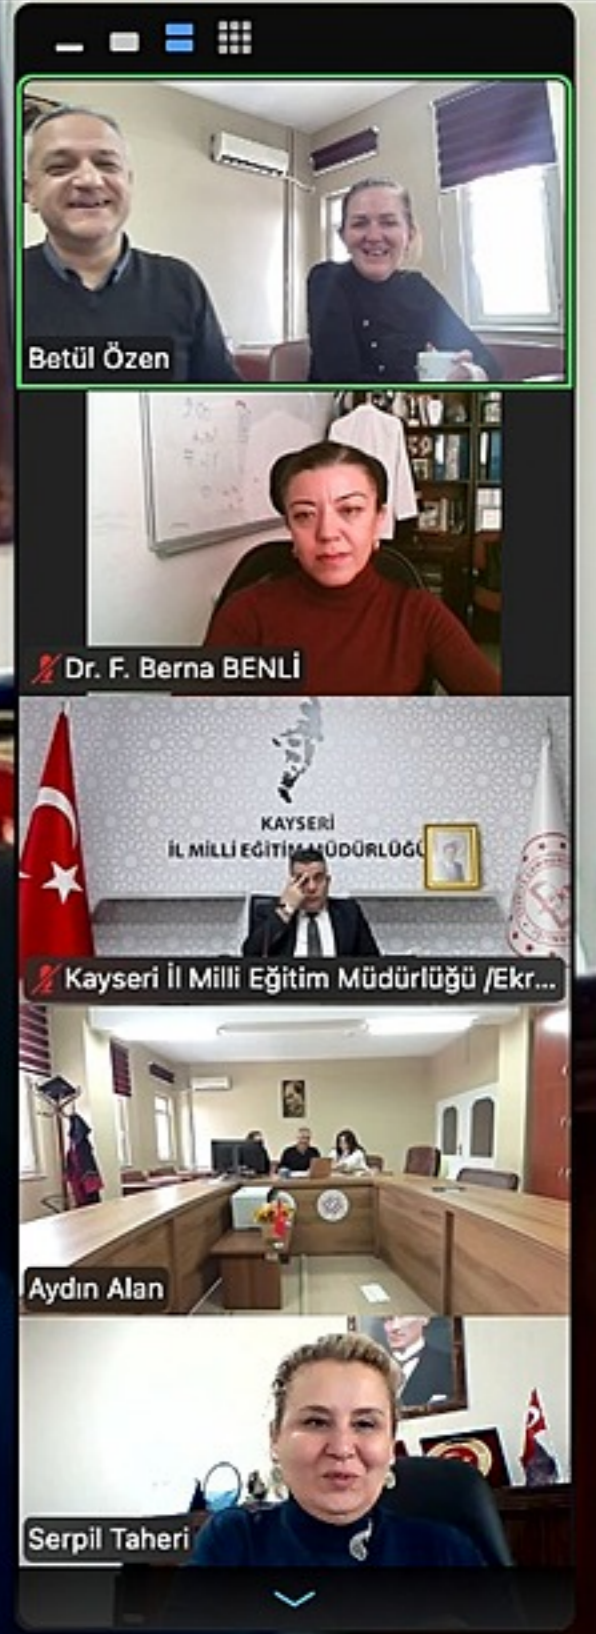 Betül Özen
Dr. F. Berna BENLİ
KAYSERİ
İL MİLLİ EĞİTİM MÜDÜRLÜĞÜ
Kayseri İl Milli Eğitim Müdürlüğü /Ekr...
Aydın Alan
Serpil Taheri